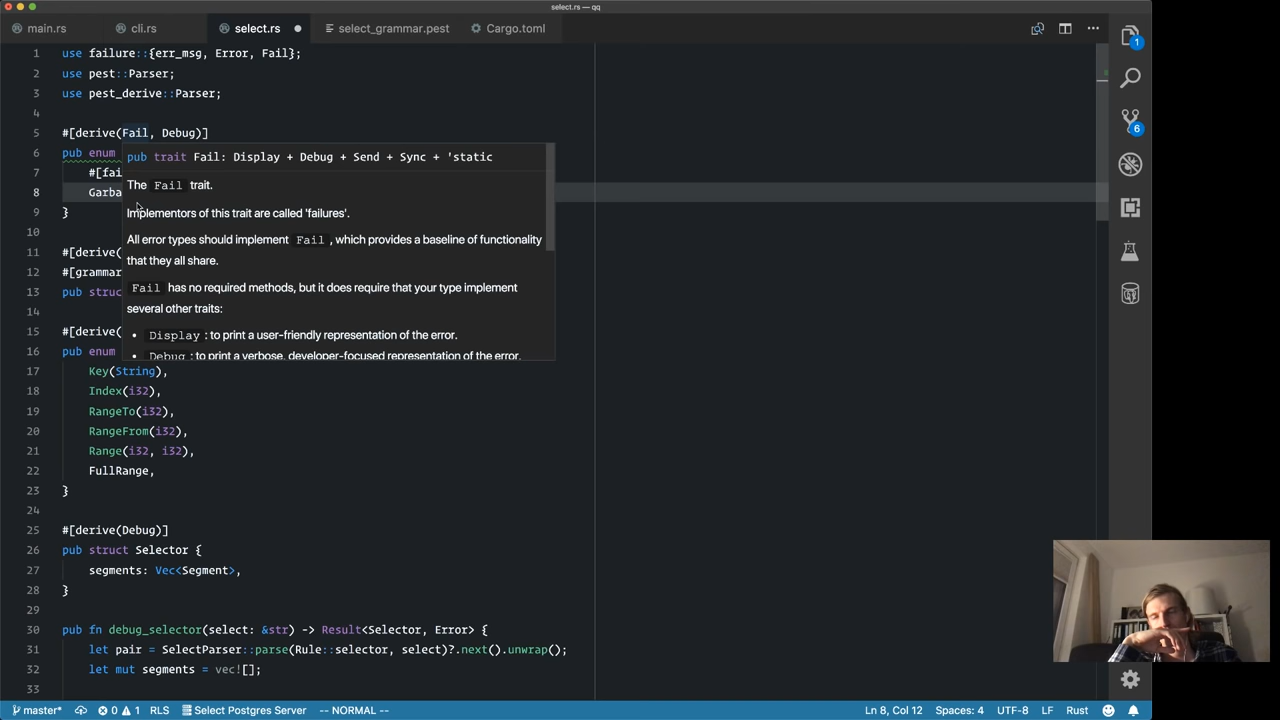 select.rs — qq
main.rs
cli.rs
select.rs
select_grammar.pest
Cargo.toml
1 use failure::{err_msg, Error, Fail};
2 use pest::Parser;
3 use pest_derive::Parser;
4
5 #[derive(Fail, Debug)]
6 pub enum
pub trait Fail: Display + Debug + Send + Sync + 'static
7 #[fai
The Fail trait.
8 Garba
9 }
Implementors of this trait are called 'failures'.
10
All error types should implement Fail, which provides a baseline of functionality
11 #[derive(
that they all share.
12 #[grammar
13 pub struc
Fail has no required methods, but it does require that your type implement
several other traits:
14
15 #[derive(
• Display: to print a user-friendly representation of the error.
16 pub enum
• Debug: to print a verbose, developer-focused representation of the error.
17 Key(String),
18 Index(i32),
19 RangeTo(i32),
20 RangeFrom(i32),
21 Range(i32, i32),
22 FullRange,
23 }
24
25 #[derive(Debug)]
26 pub struct Selector {
27 segments: Vec<Segment>,
28 }
29
30 pub fn debug_selector(select: &str) -> Result<Selector, Error> {
31 let pair = SelectParser::parse(Rule::selector, select)?.next().unwrap();
32 let mut segments = vec![];
33
1
6
master* 0 1 RLS Select Postgres Server -- NORMAL -- Ln 8, Col 12 Spaces: 4 UTF-8 LF Rust